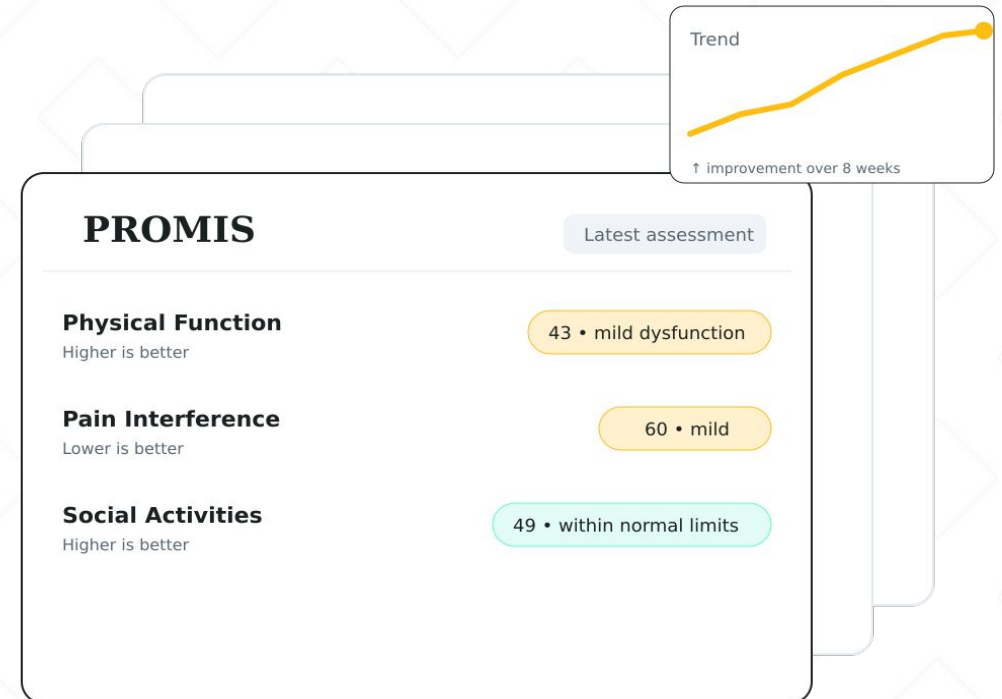 Trend
↑ improvement over 8 weeks
PROMIS
Latest assessment
Physical Function
Higher is better
43 • mild dysfunction
Pain Interference
Lower is better
60 • mild
Social Activities
Higher is better
49 • within normal limits